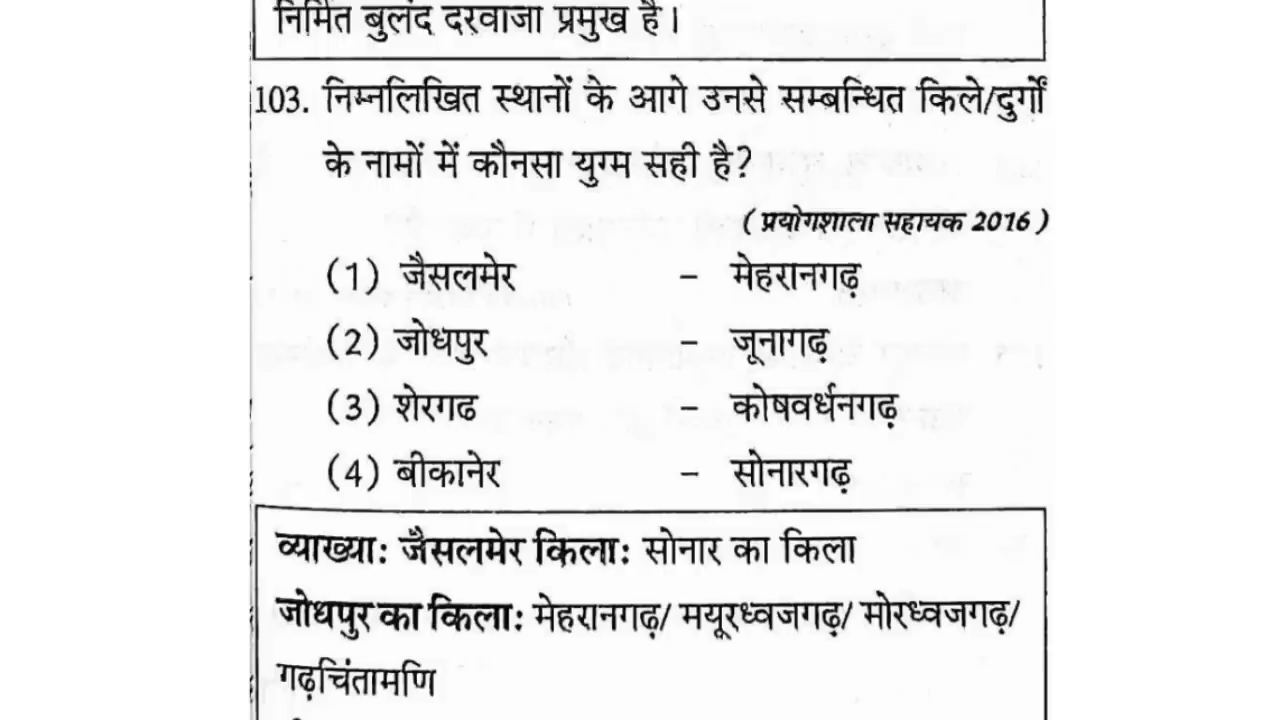 निर्मित बुलंद दरवाजा प्रमुख है।
103. निम्नलिखित स्थानों के आगे उनसे सम्बन्धित किले/दुर्गों
के नामों में कौनसा युग्म सही है?
( प्रयोगशाला सहायक 2016 )
(1) जैसलमेर – मेहरानगढ़
(2) जोधपुर – जूनागढ़
(3) शेरगढ – कोषवर्धनगढ़
(4) बीकानेर – सोनारगढ़
व्याख्या: जैसलमेर किला: सोनार का किला
जोधपुर का किला: मेहरानगढ़/ मयूरध्वजगढ़/ मोरध्वजगढ़/
गढ़चिंतामणि